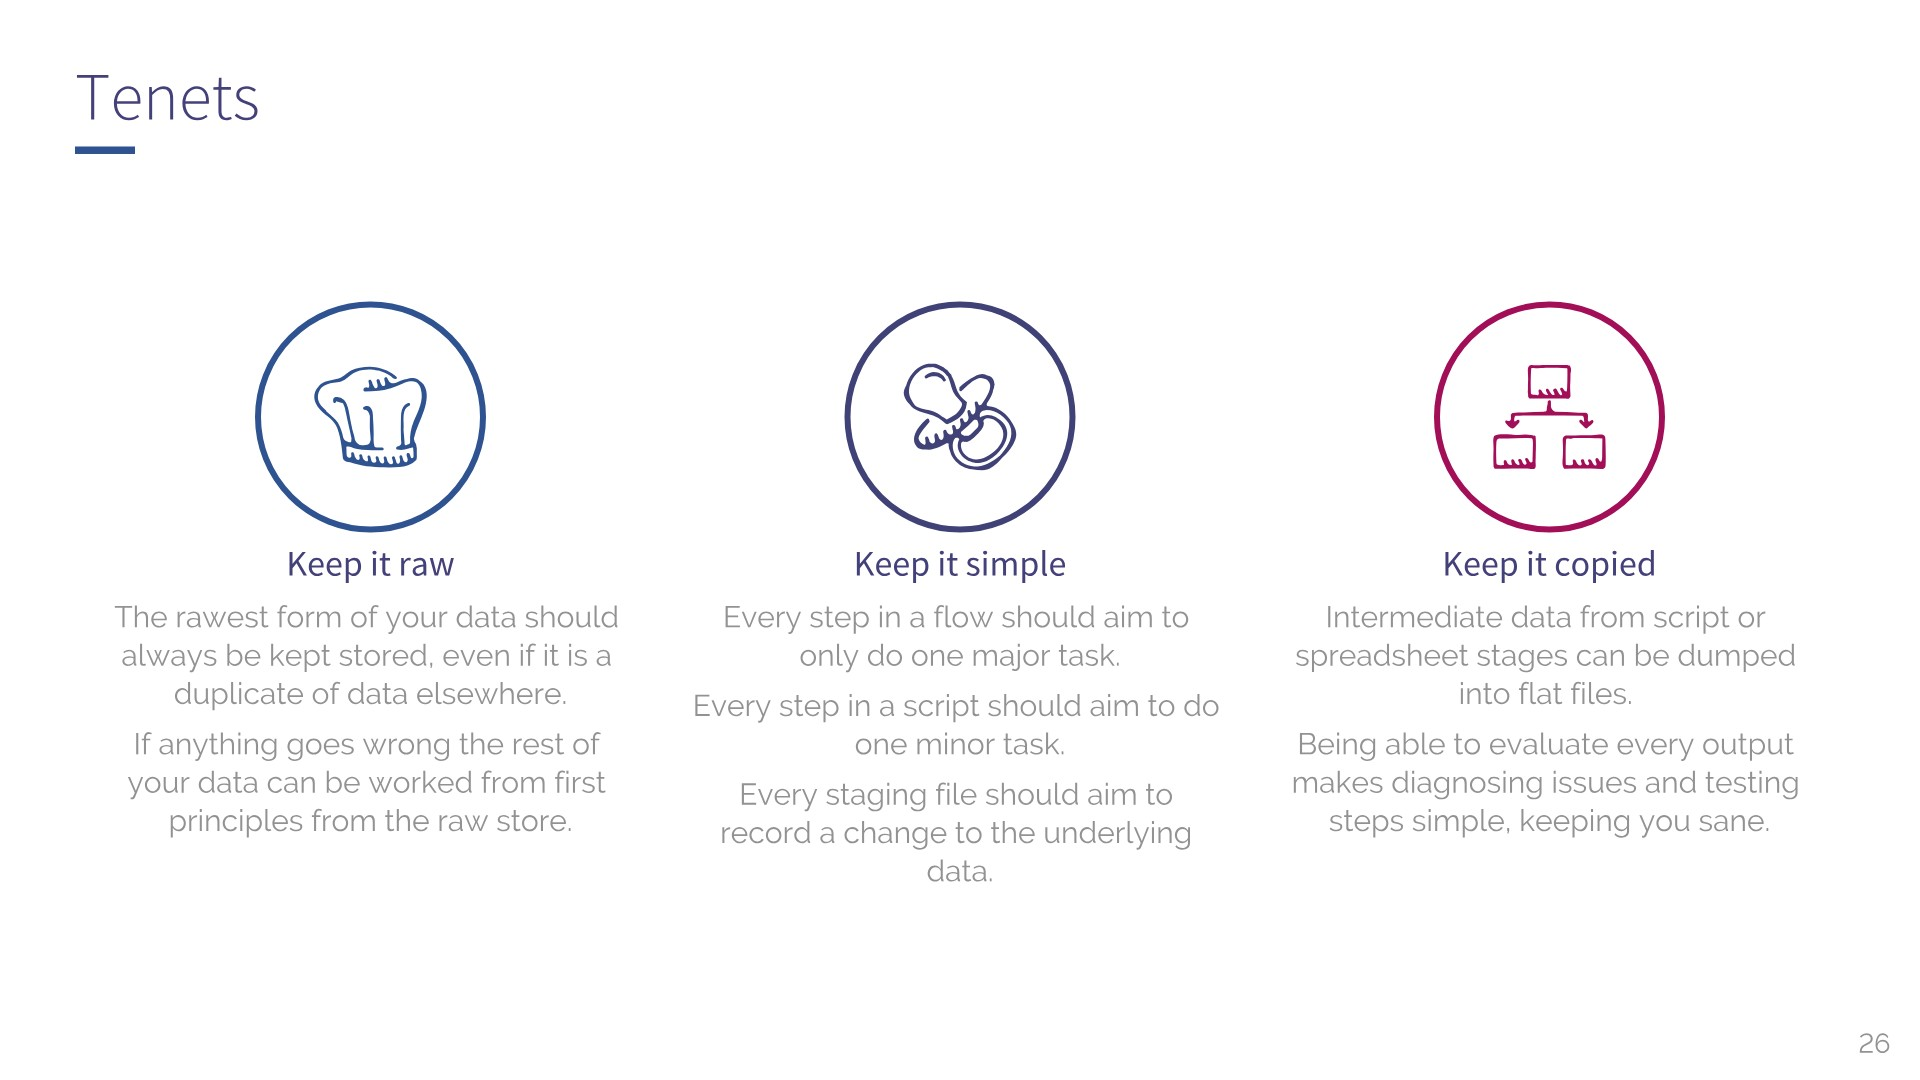 Tenets
Keep it raw
The rawest form of your data should
always be kept stored, even if it is a
duplicate of data elsewhere.
If anything goes wrong the rest of
your data can be worked from first
principles from the raw store.
Keep it simple
Every step in a flow should aim to
only do one major task.
Every step in a script should aim to do
one minor task.
Every staging file should aim to
record a change to the underlying
data.
Keep it copied
Intermediate data from script or
spreadsheet stages can be dumped
into flat files.
Being able to evaluate every output
makes diagnosing issues and testing
steps simple, keeping you sane.
26